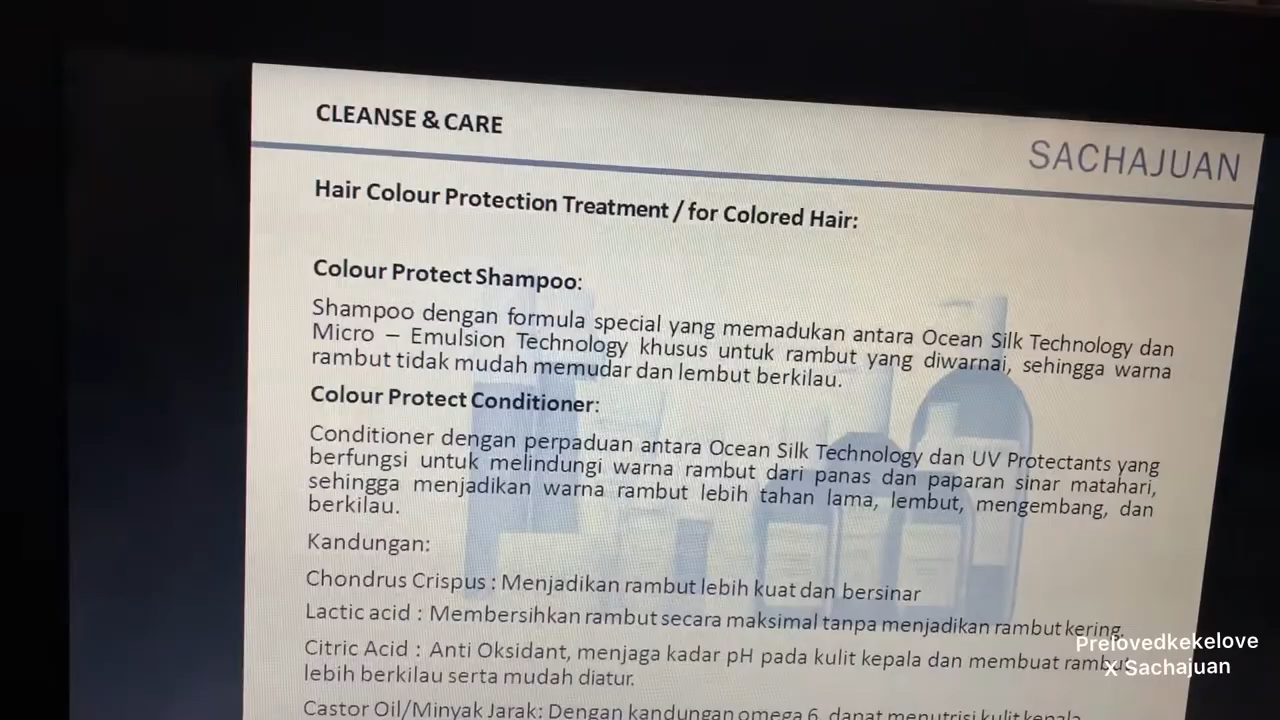 CLEANSE & CARE
SACHAJUAN
Hair Colour Protection Treatment / for Colored Hair:
Colour Protect Shampoo:
Shampoo dengan formula special yang memadukan antara Ocean Silk Technology dan
Micro – Emulsion Technology khusus untuk rambut yang diwarnai, sehingga warna
rambut tidak mudah memudar dan lembut berkilau.
Colour Protect Conditioner:
Conditioner dengan perpaduan antara Ocean Silk Technology dan UV Protectants yang
berfungsi untuk melindungi warna rambut dari panas dan paparan sinar matahari,
sehingga menjadikan warna rambut lebih tahan lama, lembut, mengembang, dan
berkilau.
Kandungan:
Chondrus Crispus : Menjadikan rambut lebih kuat dan bersinar
Lactic acid : Membersihkan rambut secara maksimal tanpa menjadikan rambut kering.
Citric Acid : Anti Oksidant, menjaga kadar pH pada kulit kepala dan membuat rambut
lebih berkilau serta mudah diatur.
Castor Oil/Minyak Jarak: Dengan kandungan omega 6, dapat menutrisi kulit kepala
Prelovedkekelove
X Sachajuan